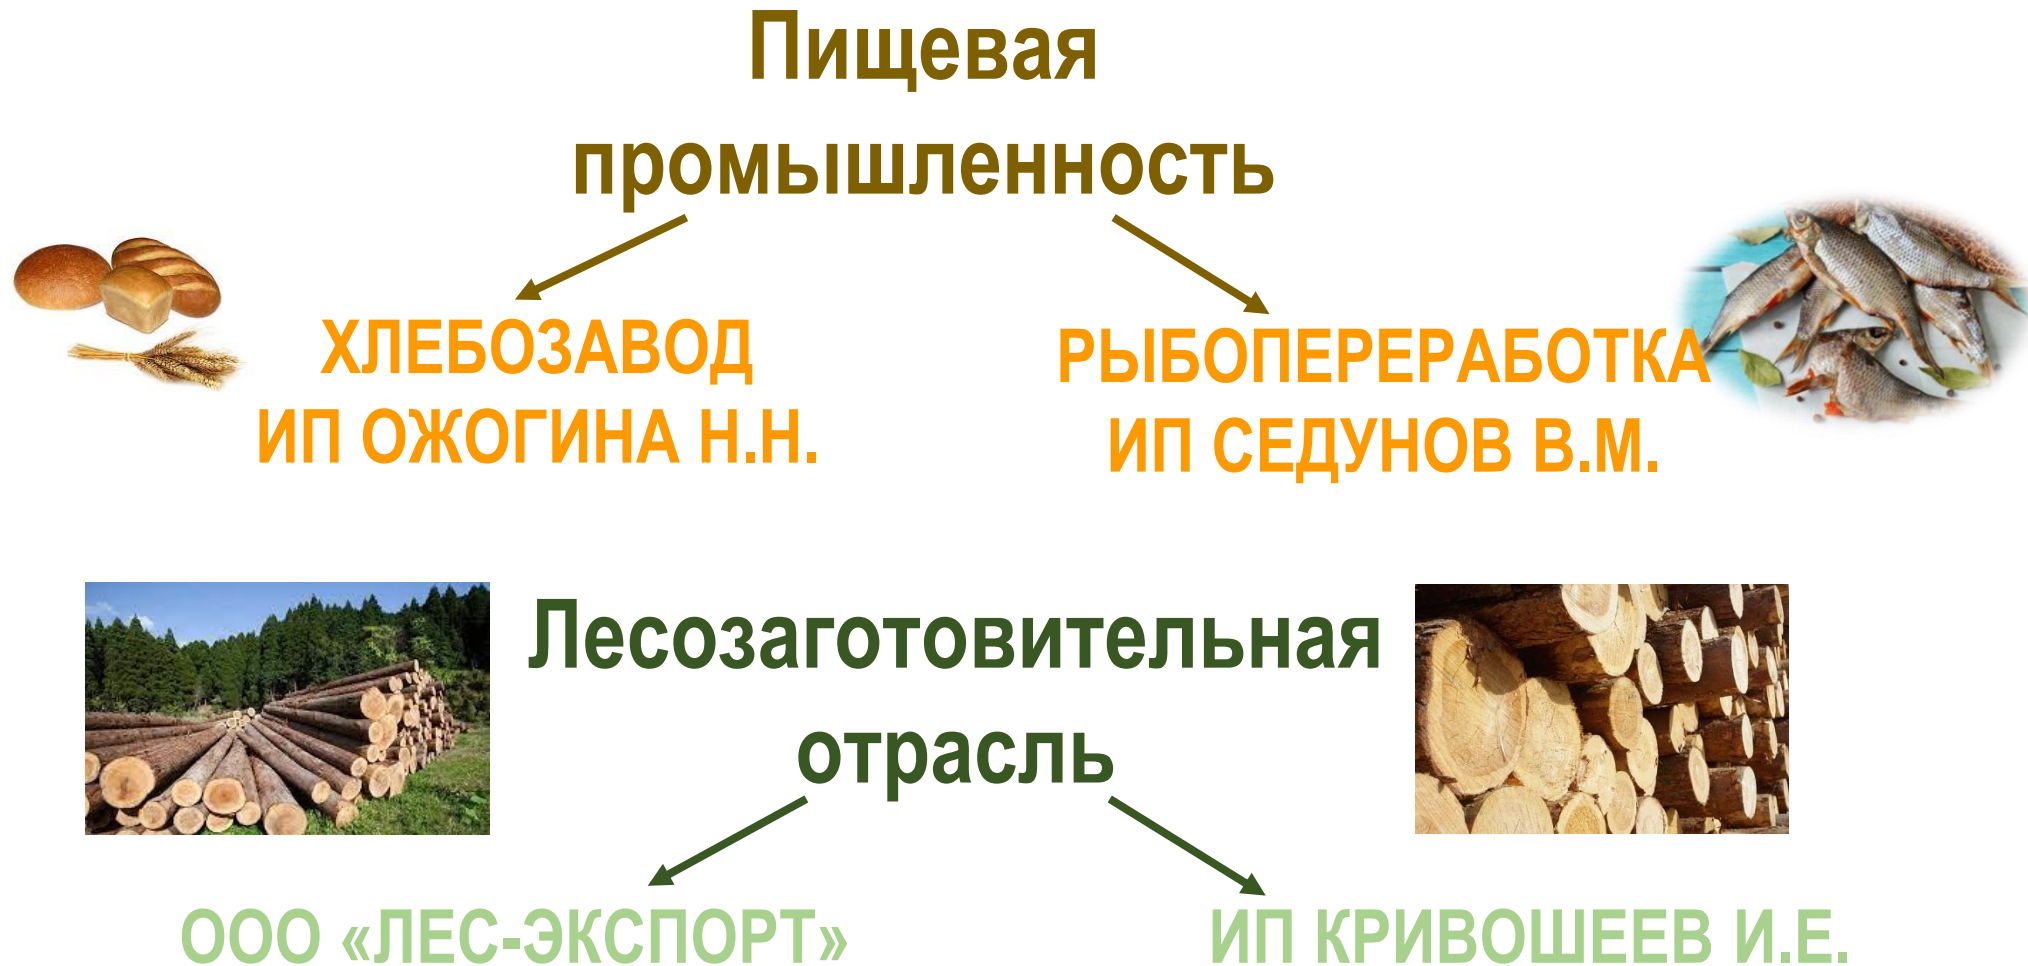 Пищевая
промышленность
ХЛЕБОЗАВОД
ИП ОЖОГИНА Н.Н.
РЫБОПЕРЕРАБОТКА
ИП СЕДУНОВ В.М.
Лесозаготовительная
отрасль
ООО «ЛЕС-ЭКСПОРТ»
ИП КРИВОШЕЕВ И.Е.